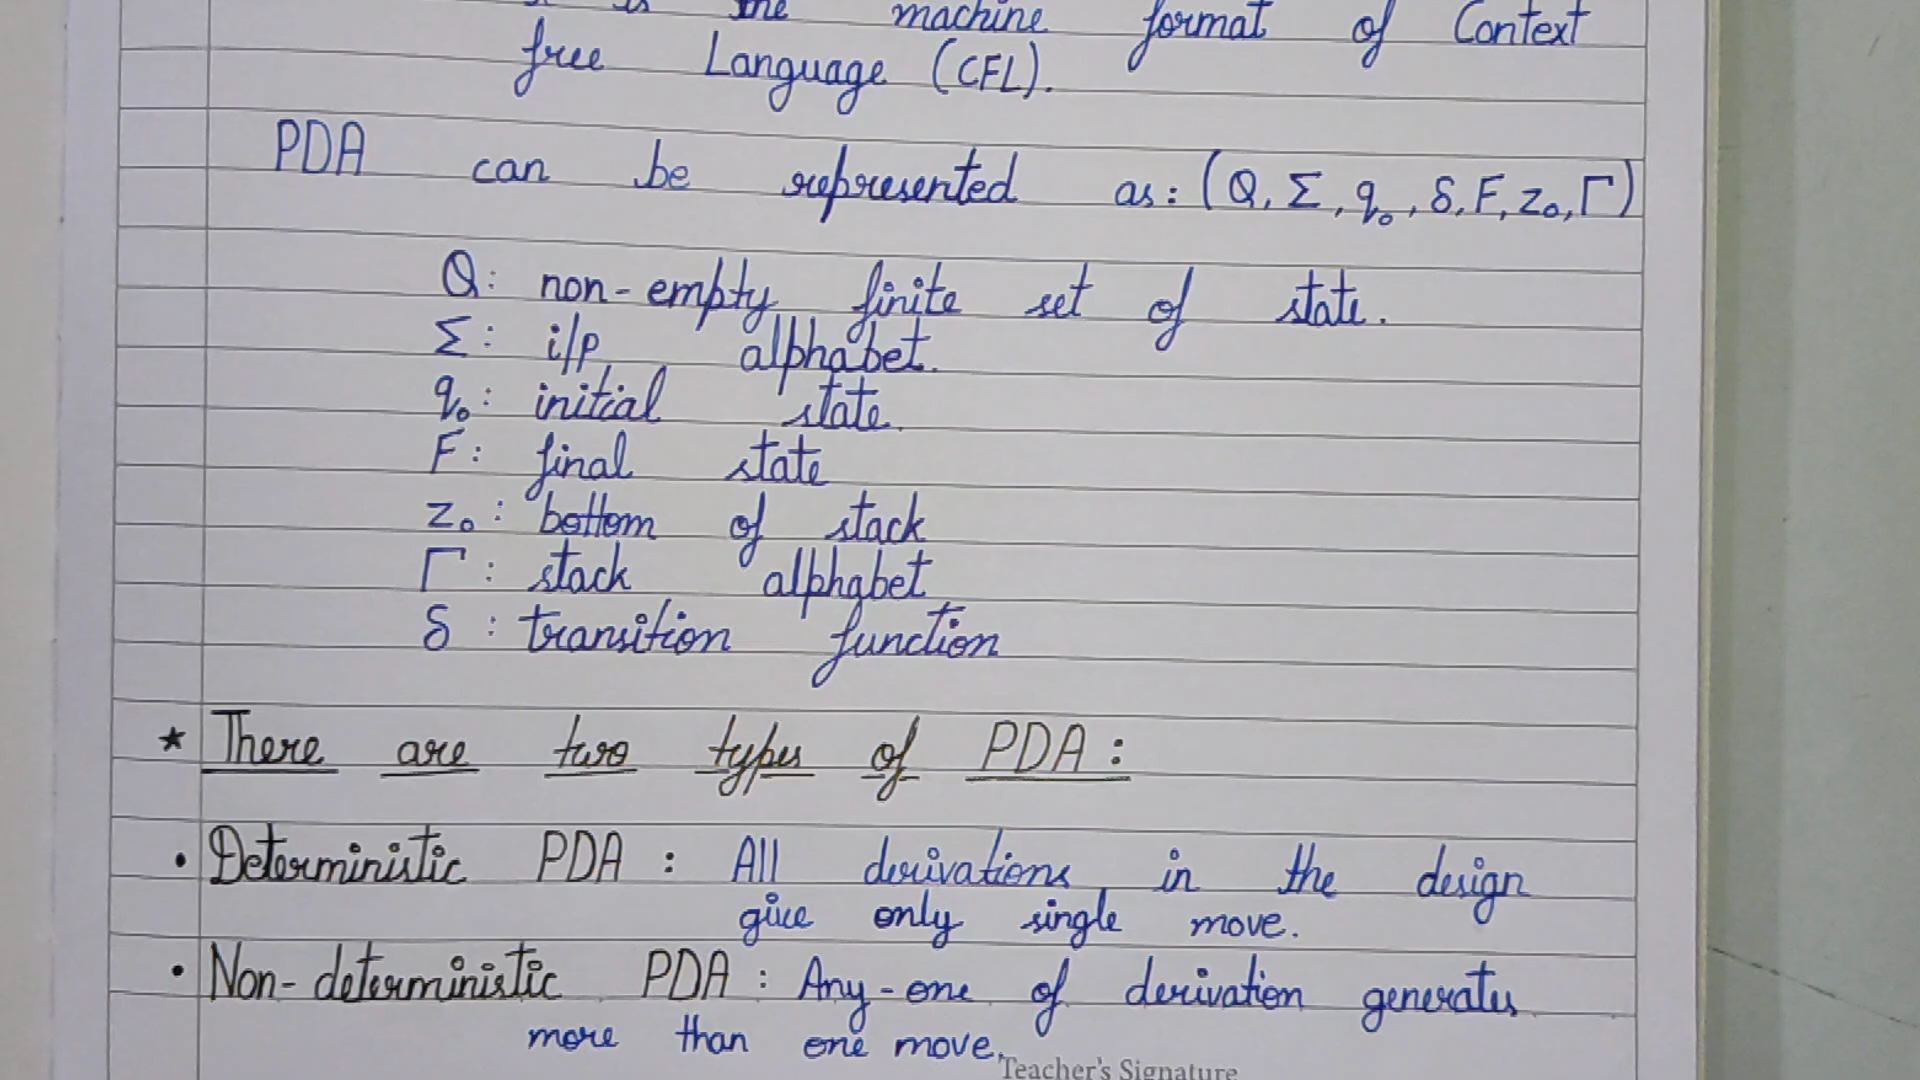 is the machine format of Context
free Language (CFL).
PDA can be represented as: (Q, Σ, q₀, δ, F, z₀, Γ)
Q: non-empty finite set of state.
Σ: i/p alphabet.
q₀: initial state.
F: final state
z₀: bottom of stack
Γ: stack alphabet
δ: transition function
★ There are two types of PDA:
• Deterministic PDA: All derivations in the design
give only single move.
• Non-deterministic PDA: Any-one of derivation generates
more than one move.
Teacher's Signature